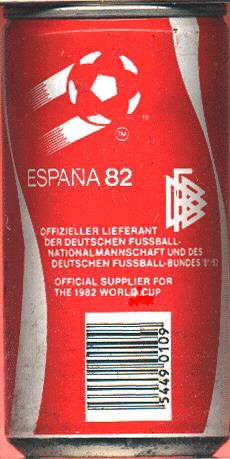 TM
ESPAÑA 82
OFFIZIELLER LIEFERANT
DER DEUTSCHEN FUSSBALL-
NATIONALMANNSCHAFT UND DES
DEUTSCHEN FUSSBALL-BUNDES
OFFICIAL SUPPLIER FOR
THE 1982 WORLD CUP
5449 0109